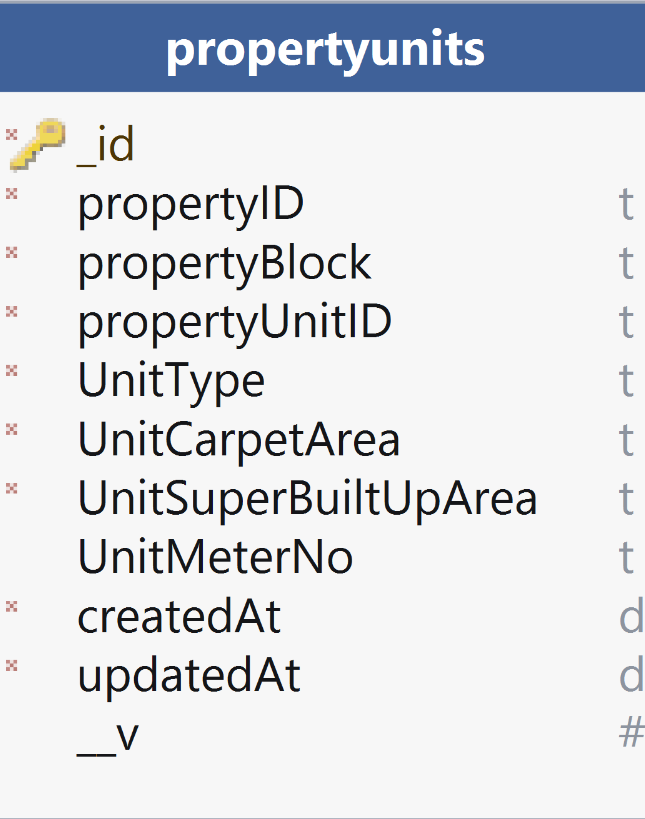 propertyunits
_id
propertyID t
propertyBlock t
propertyUnitID t
UnitType t
UnitCarpetArea t
UnitSuperBuiltUpArea t
UnitMeterNo t
createdAt d
updatedAt d
__v #